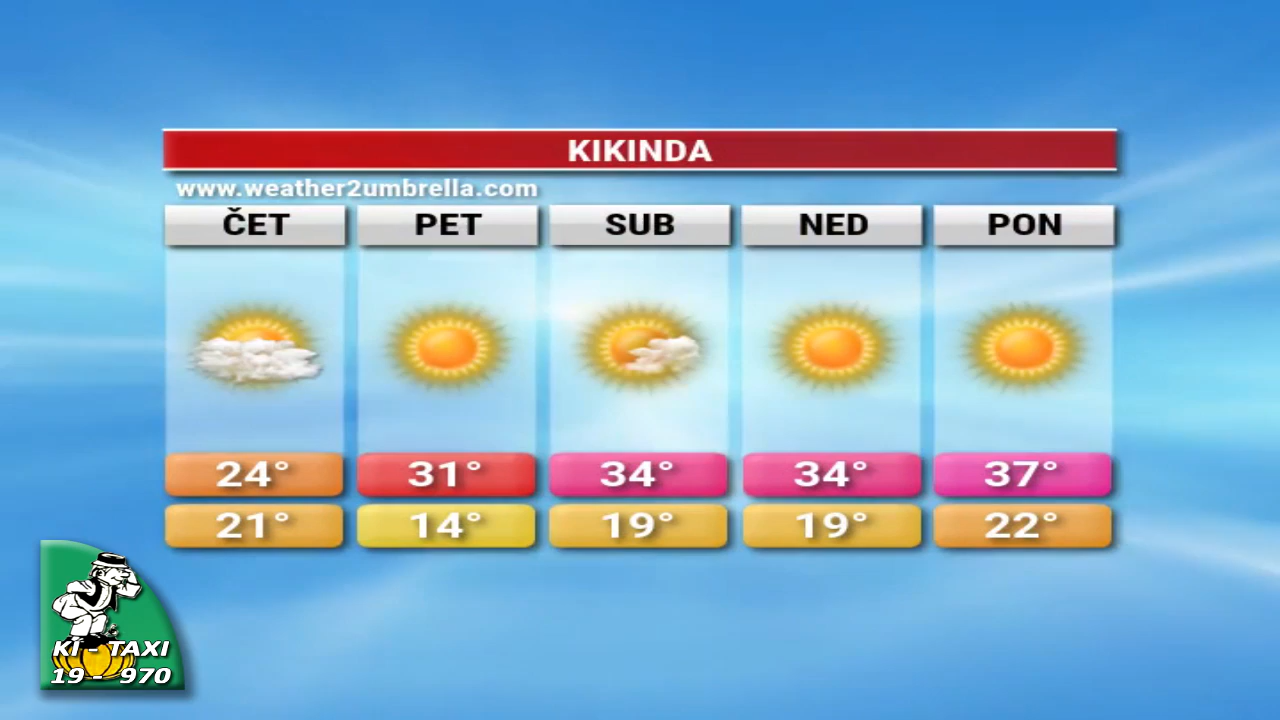 KIKINDA
www.weather2umbrella.com
ČET PET SUB NED PON
24° 31° 34° 34° 37°
21° 14° 19° 19° 22°
KI - TAXI
19 - 970